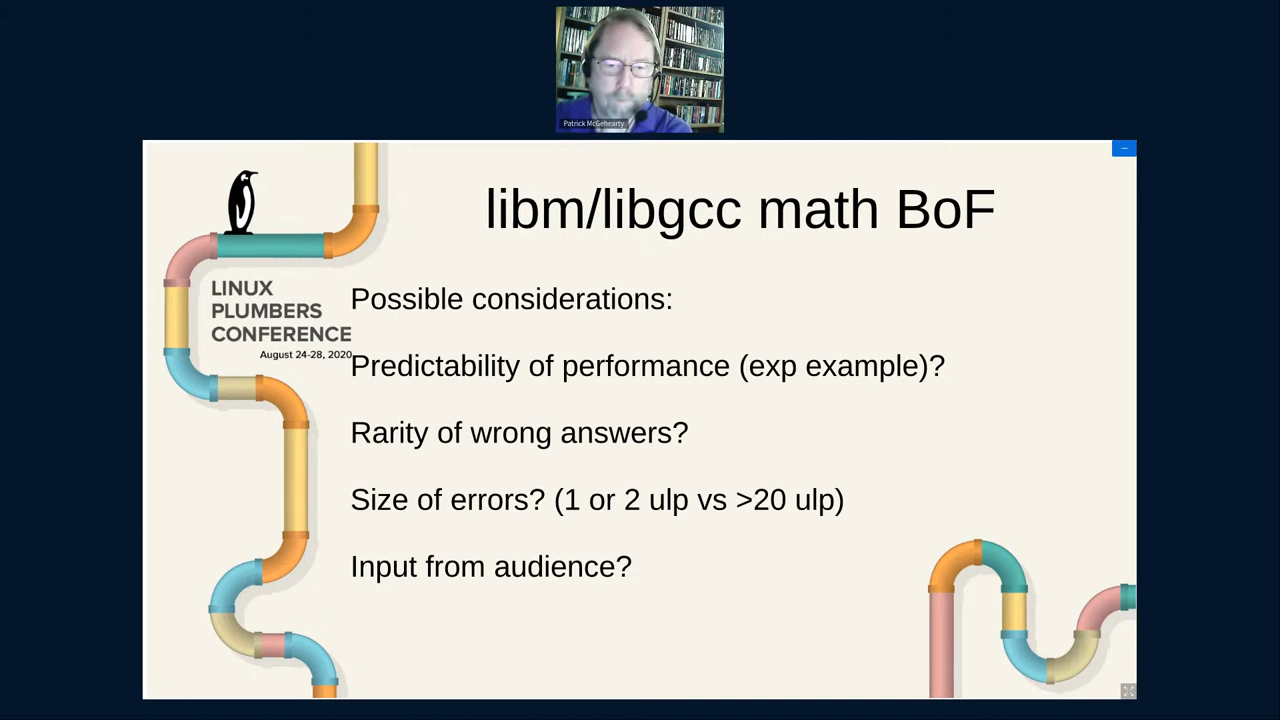 Patrick McGehearty
libm/libgcc math BoF
LINUX
PLUMBERS
CONFERENCE
August 24-28, 2020
Possible considerations:
Predictability of performance (exp example)?
Rarity of wrong answers?
Size of errors? (1 or 2 ulp vs >20 ulp)
Input from audience?